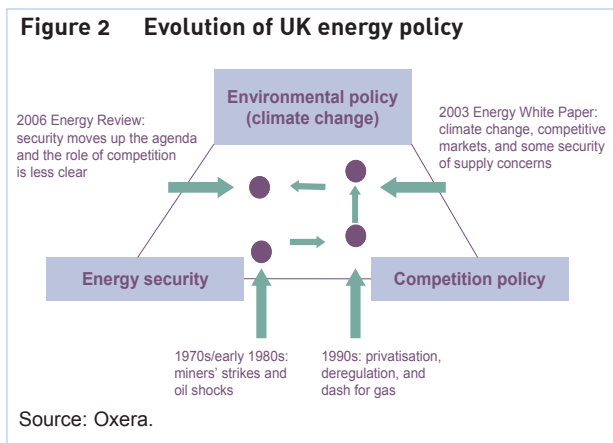 Figure 2 Evolution of UK energy policy
Environmental policy
(climate change)
2006 Energy Review:
security moves up the agenda
and the role of competition
is less clear
2003 Energy White Paper:
climate change, competitive
markets, and some security
of supply concerns
Energy security
Competition policy
1970s/early 1980s:
miners' strikes and
oil shocks
1990s: privatisation,
deregulation, and
dash for gas
Source: Oxera.